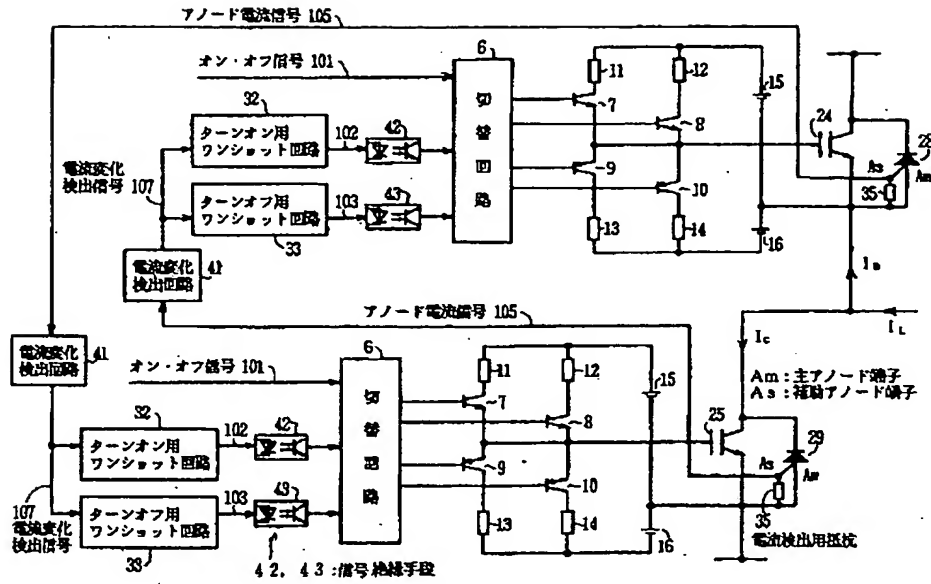 アノード電流信号 105
オン・オフ信号 101
6
切替回路
11
12
7
8
9
10
13
14
15
16
24
28
As
Am
35
32
ターンオン用
ワンショット回路
102
42
33
ターンオフ用
ワンショット回路
103
43
電流変化
検出信号 107
電流変化
検出回路
41
I_D
I_L
I_C
アノード電流信号 105
電流変化
検出回路
41
オン・オフ信号 101
6
切替回路
11
12
7
8
9
10
13
14
15
16
25
29
As
Am
35
Am:主アノード端子
As:補助アノード端子
電流検出用抵抗
32
ターンオン用
ワンショット回路
102
42
ターンオフ用
ワンショット回路
33
103
43
107
電流変化
検出信号
42, 43:信号絶縁手段